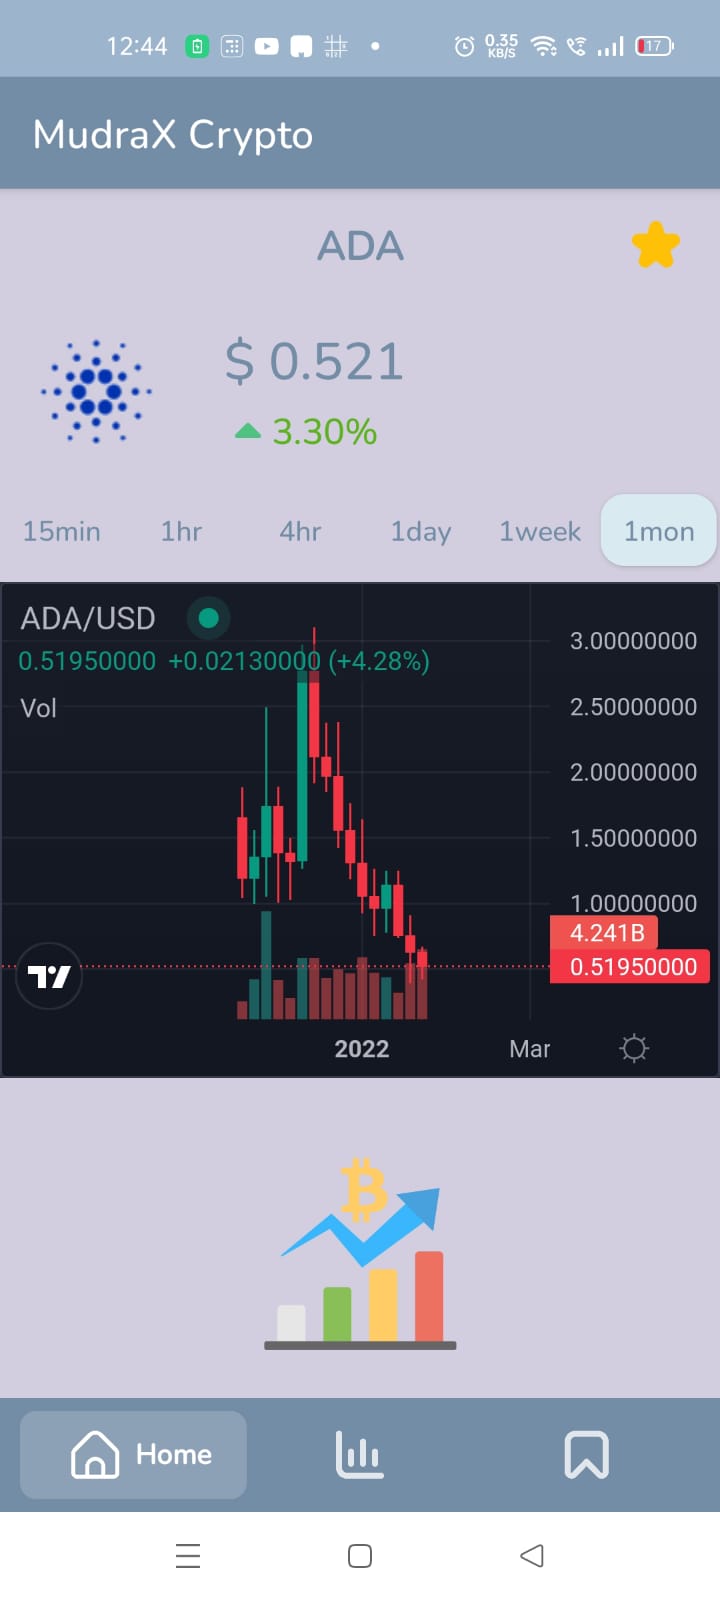 12:44 0.35 KB/S 17
MudraX Crypto
ADA
$ 0.521
3.30%
15min 1hr 4hr 1day 1week 1mon
ADA/USD
0.51950000 +0.02130000 (+4.28%)
Vol
3.00000000
2.50000000
2.00000000
1.50000000
1.00000000
4.241B
0.51950000
2022 Mar
Home